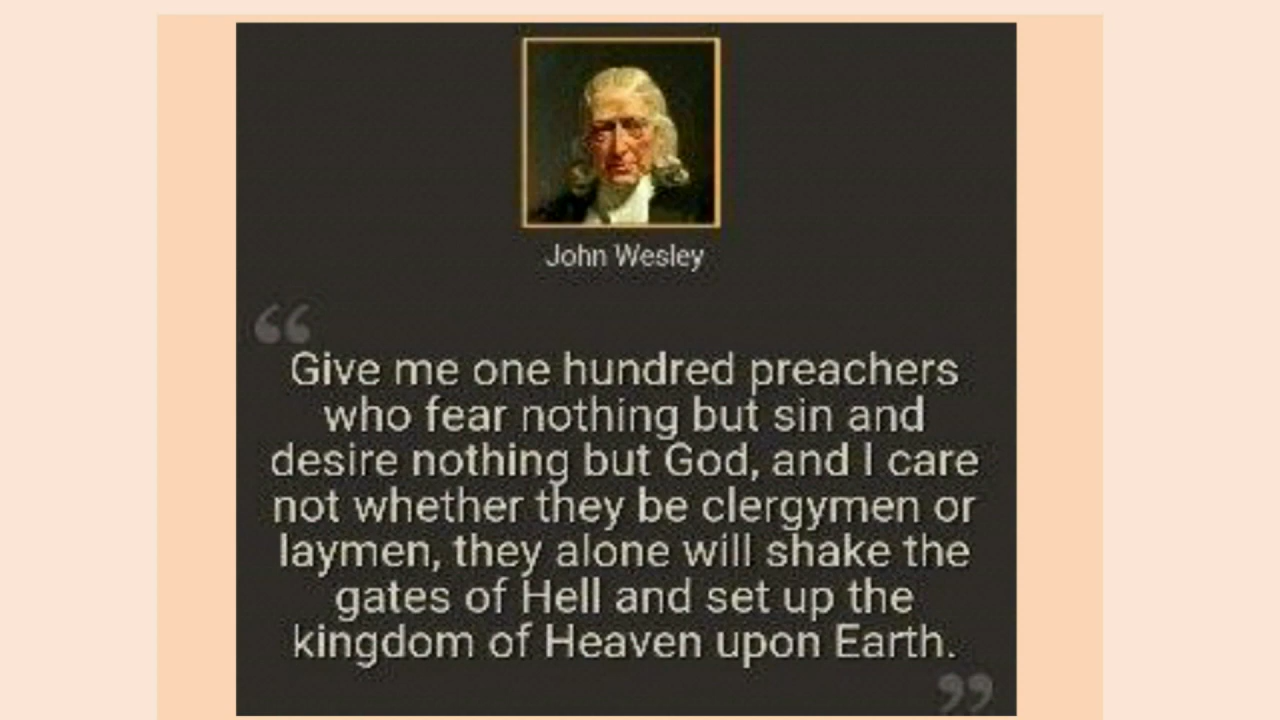 John Wesley
“
Give me one hundred preachers
who fear nothing but sin and
desire nothing but God, and I care
not whether they be clergymen or
laymen, they alone will shake the
gates of Hell and set up the
kingdom of Heaven upon Earth.
”